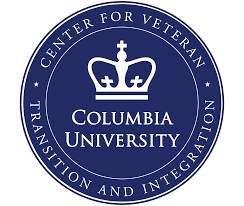 CENTER FOR VETERAN
COLUMBIA
UNIVERSITY
TRANSITION AND INTEGRATION